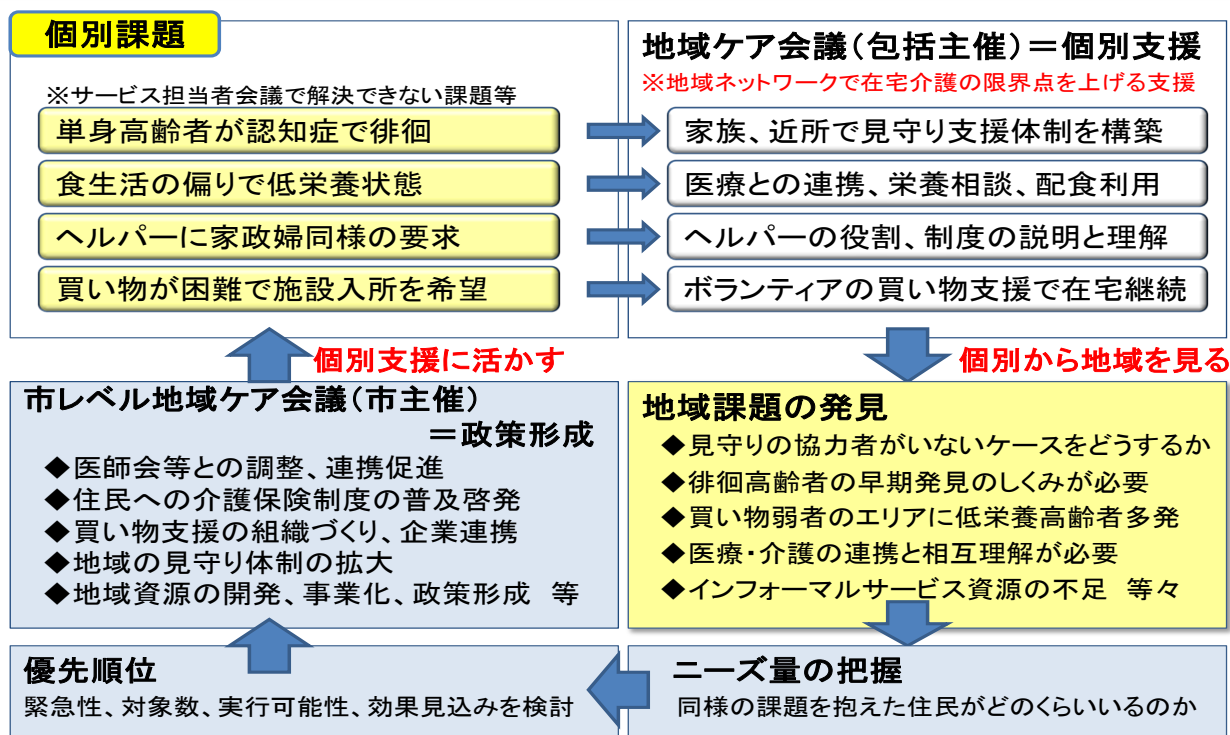 個別課題
※サービス担当者会議で解決できない課題等
単身高齢者が認知症で徘徊
食生活の偏りで低栄養状態
ヘルパーに家政婦同様の要求
買い物が困難で施設入所を希望
地域ケア会議(包括主催)＝個別支援
※地域ネットワークで在宅介護の限界点を上げる支援
家族、近所で見守り支援体制を構築
医療との連携、栄養相談、配食利用
ヘルパーの役割、制度の説明と理解
ボランティアの買い物支援で在宅継続
個別支援に活かす
個別から地域を見る
市レベル地域ケア会議(市主催)
＝政策形成
◆医師会等との調整、連携促進
◆住民への介護保険制度の普及啓発
◆買い物支援の組織づくり、企業連携
◆地域の見守り体制の拡大
◆地域資源の開発、事業化、政策形成 等
地域課題の発見
◆見守りの協力者がいないケースをどうするか
◆徘徊高齢者の早期発見のしくみが必要
◆買い物弱者のエリアに低栄養高齢者多発
◆医療・介護の連携と相互理解が必要
◆インフォーマルサービス資源の不足 等々
優先順位
緊急性、対象数、実行可能性、効果見込みを検討
ニーズ量の把握
同様の課題を抱えた住民がどのくらいいるのか